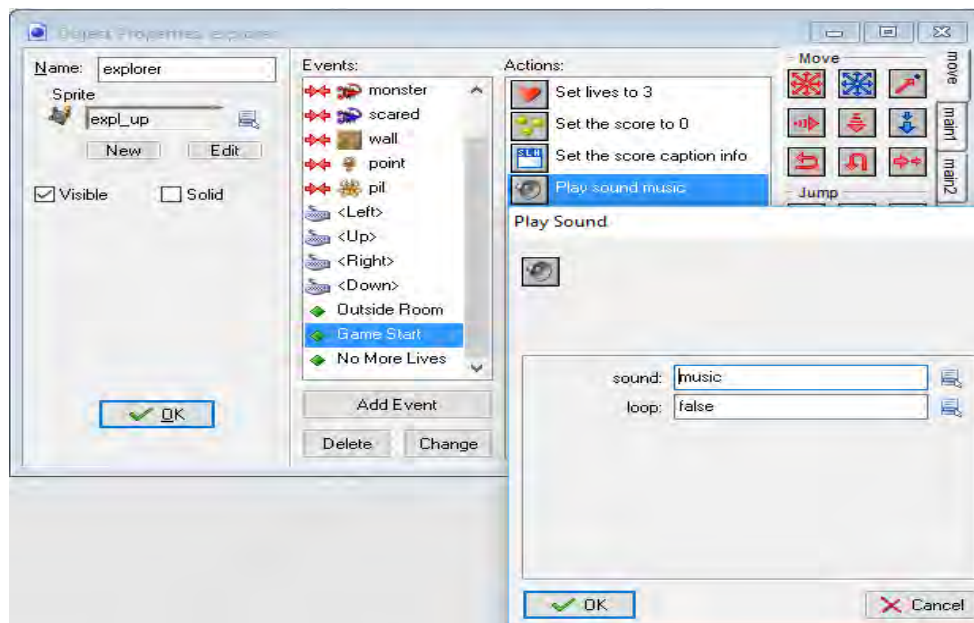 Object Properties: explorer
Name: explorer
Sprite
expl_up
New Edit
Visible Solid
OK
Events:
monster
scared
wall
point
pil
<Left>
<Up>
<Right>
<Down>
Outside Room
Game Start
No More Lives
Add Event
Delete Change
Actions:
Set lives to 3
Set the score to 0
Set the score caption info
Play sound music
Move
Jump
move
main1
main2
Play Sound
sound: music
loop: false
OK Cancel